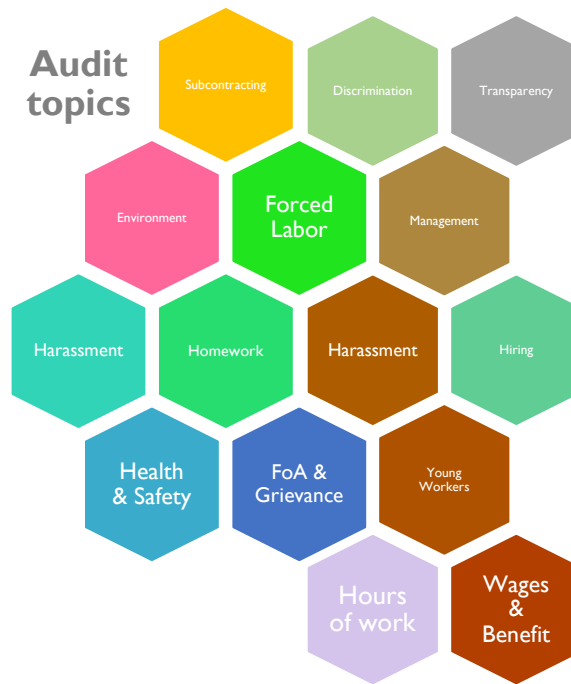 Audit
topics
Subcontracting
Discrimination
Transparency
Environment
Forced
Labor
Management
Harassment
Homework
Harassment
Hiring
Health
& Safety
FoA &
Grievance
Young
Workers
Hours
of work
Wages
&
Benefit